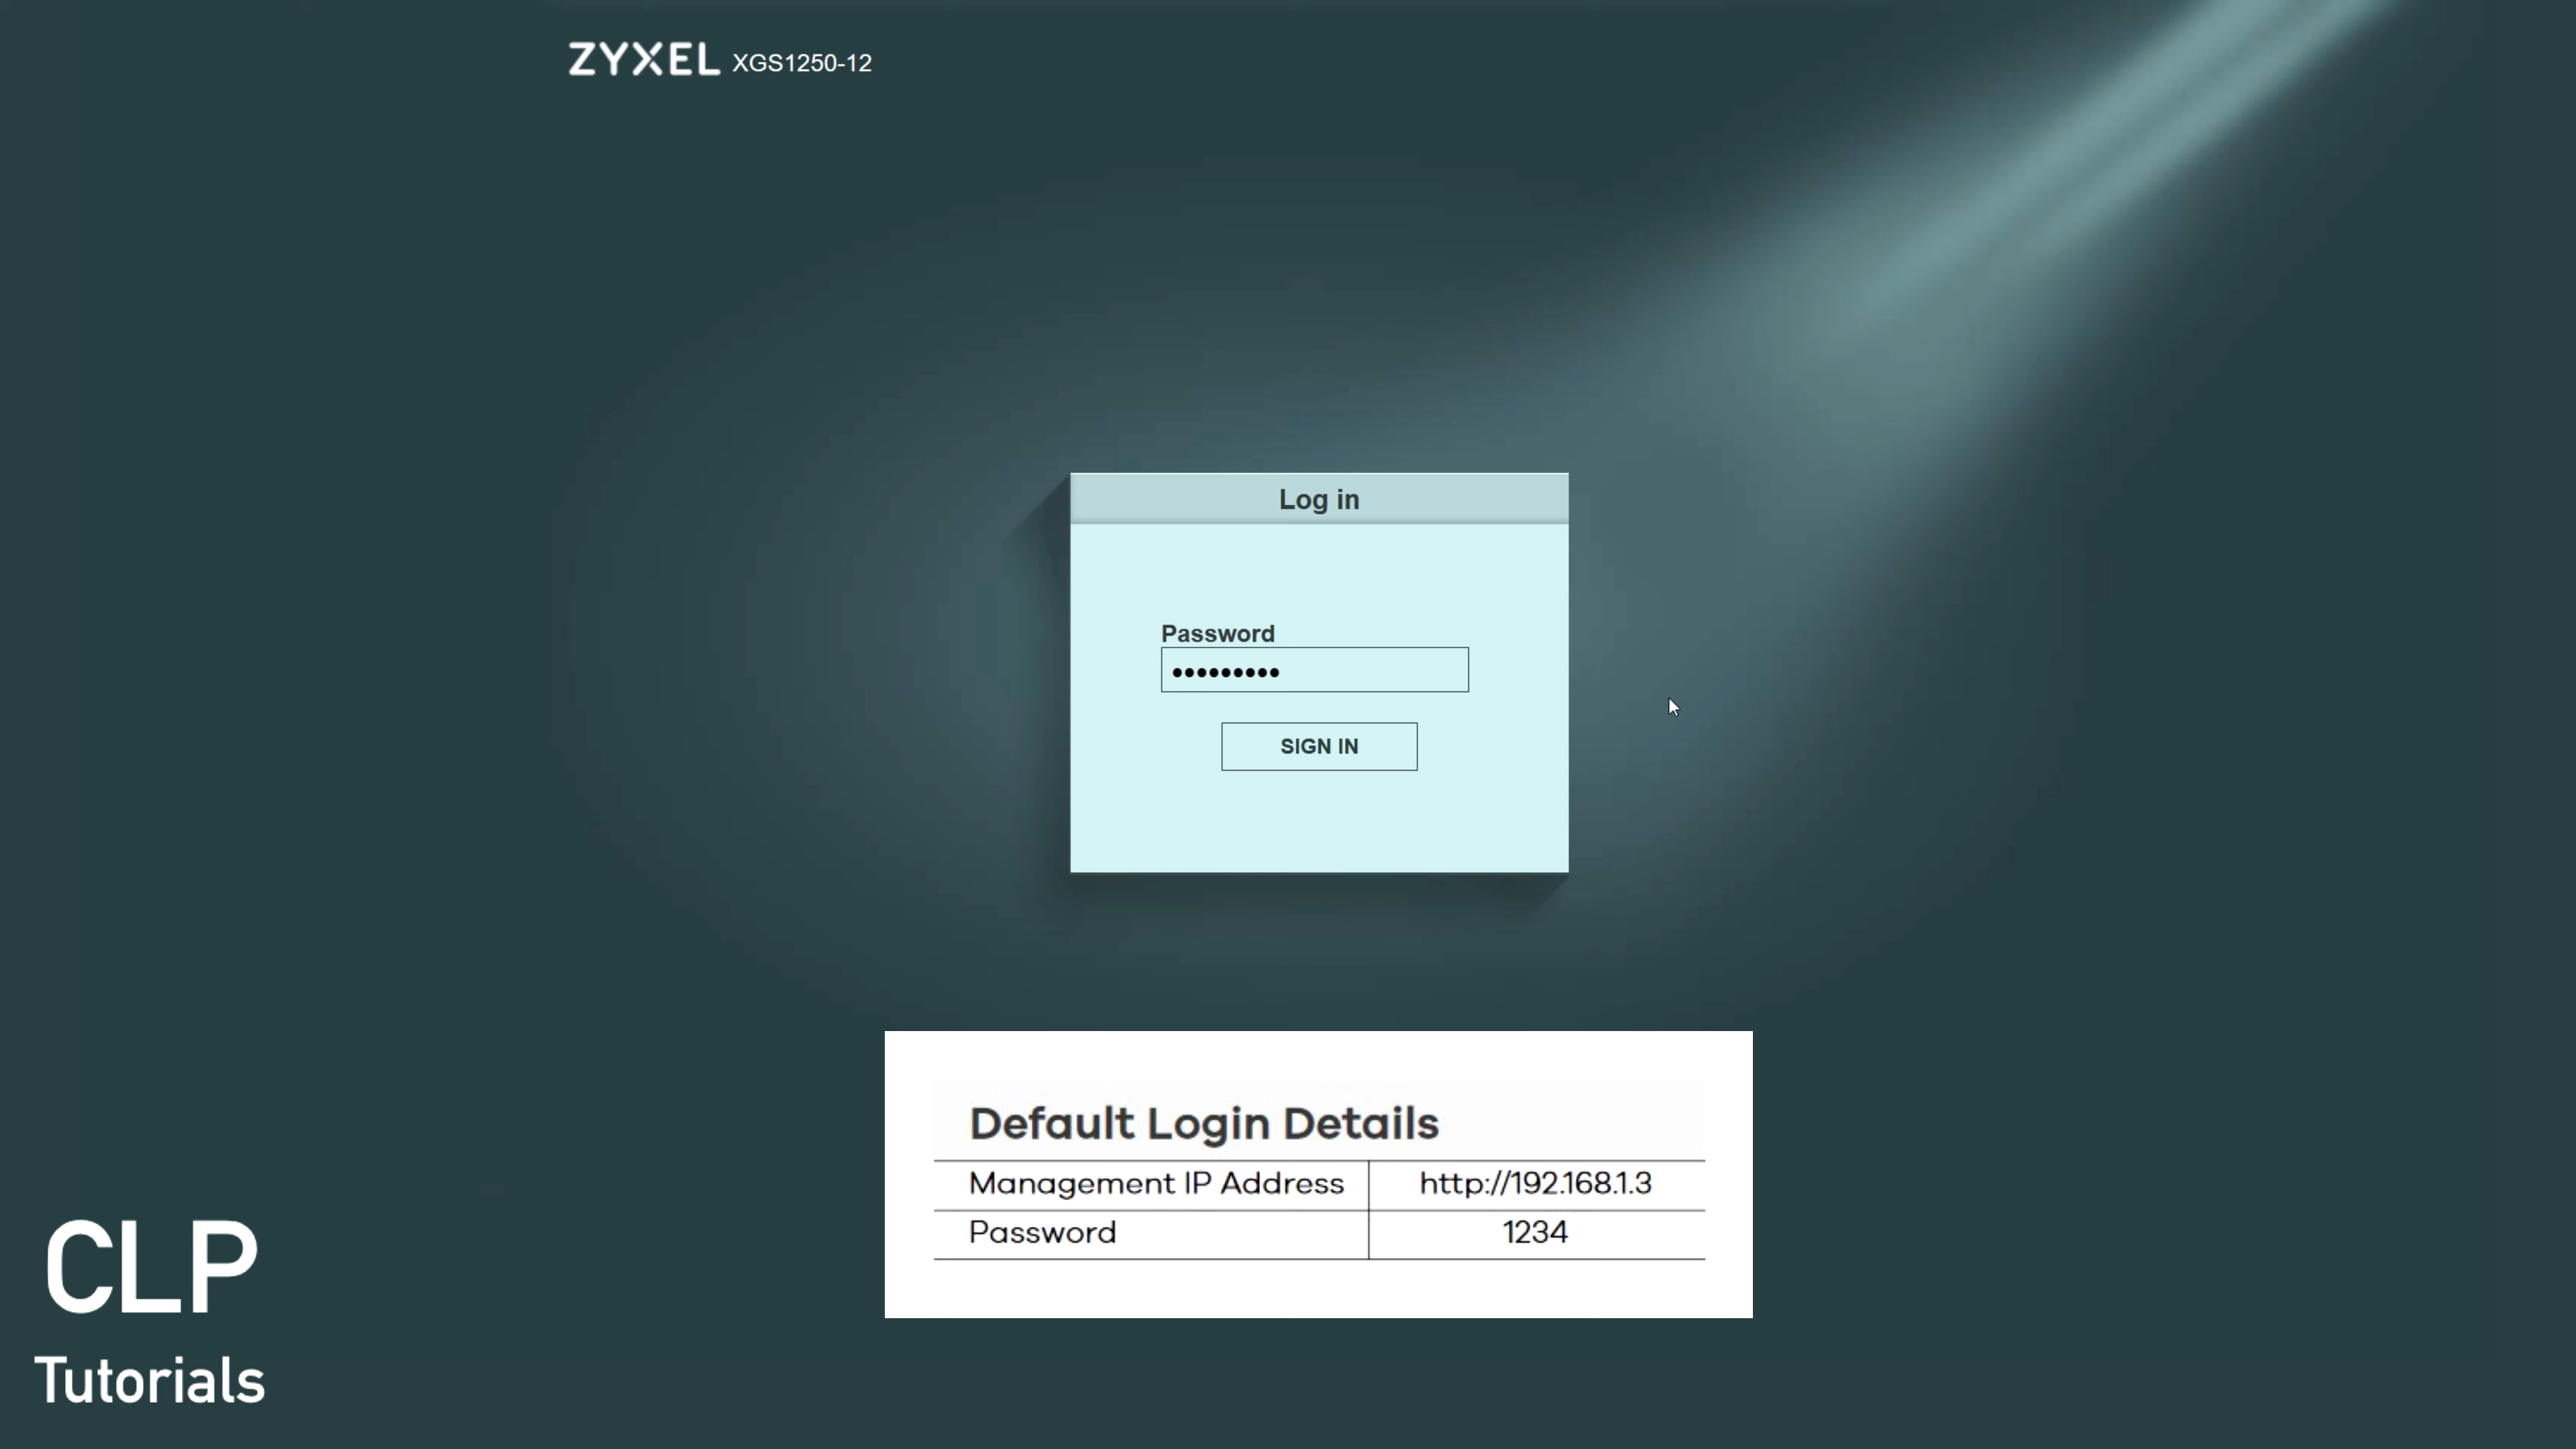 ZYXEL XGS1250-12
Log in
Password
•••••••••
SIGN IN
Default Login Details
Management IP Address http://192.168.1.3
Password 1234
CLP
Tutorials